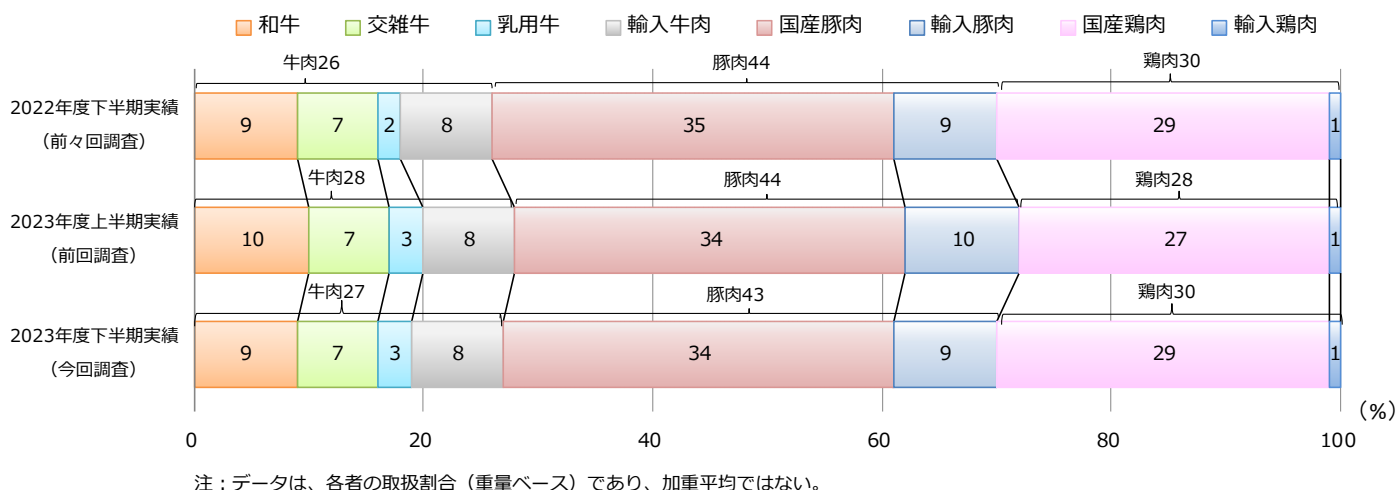 和牛 交雑牛 乳用牛 輸入牛肉 国産豚肉 輸入豚肉 国産鶏肉 輸入鶏肉
牛肉26 豚肉44 鶏肉30
2022年度下半期実績
（前々回調査）
9 7 2 8 35 9 29 1
牛肉28 豚肉44 鶏肉28
2023年度上半期実績
（前回調査）
10 7 3 8 34 10 27 1
牛肉27 豚肉43 鶏肉30
2023年度下半期実績
（今回調査）
9 7 3 8 34 9 29 1
（%）
0 20 40 60 80 100
注：データは、各者の取扱割合（重量ベース）であり、加重平均ではない。